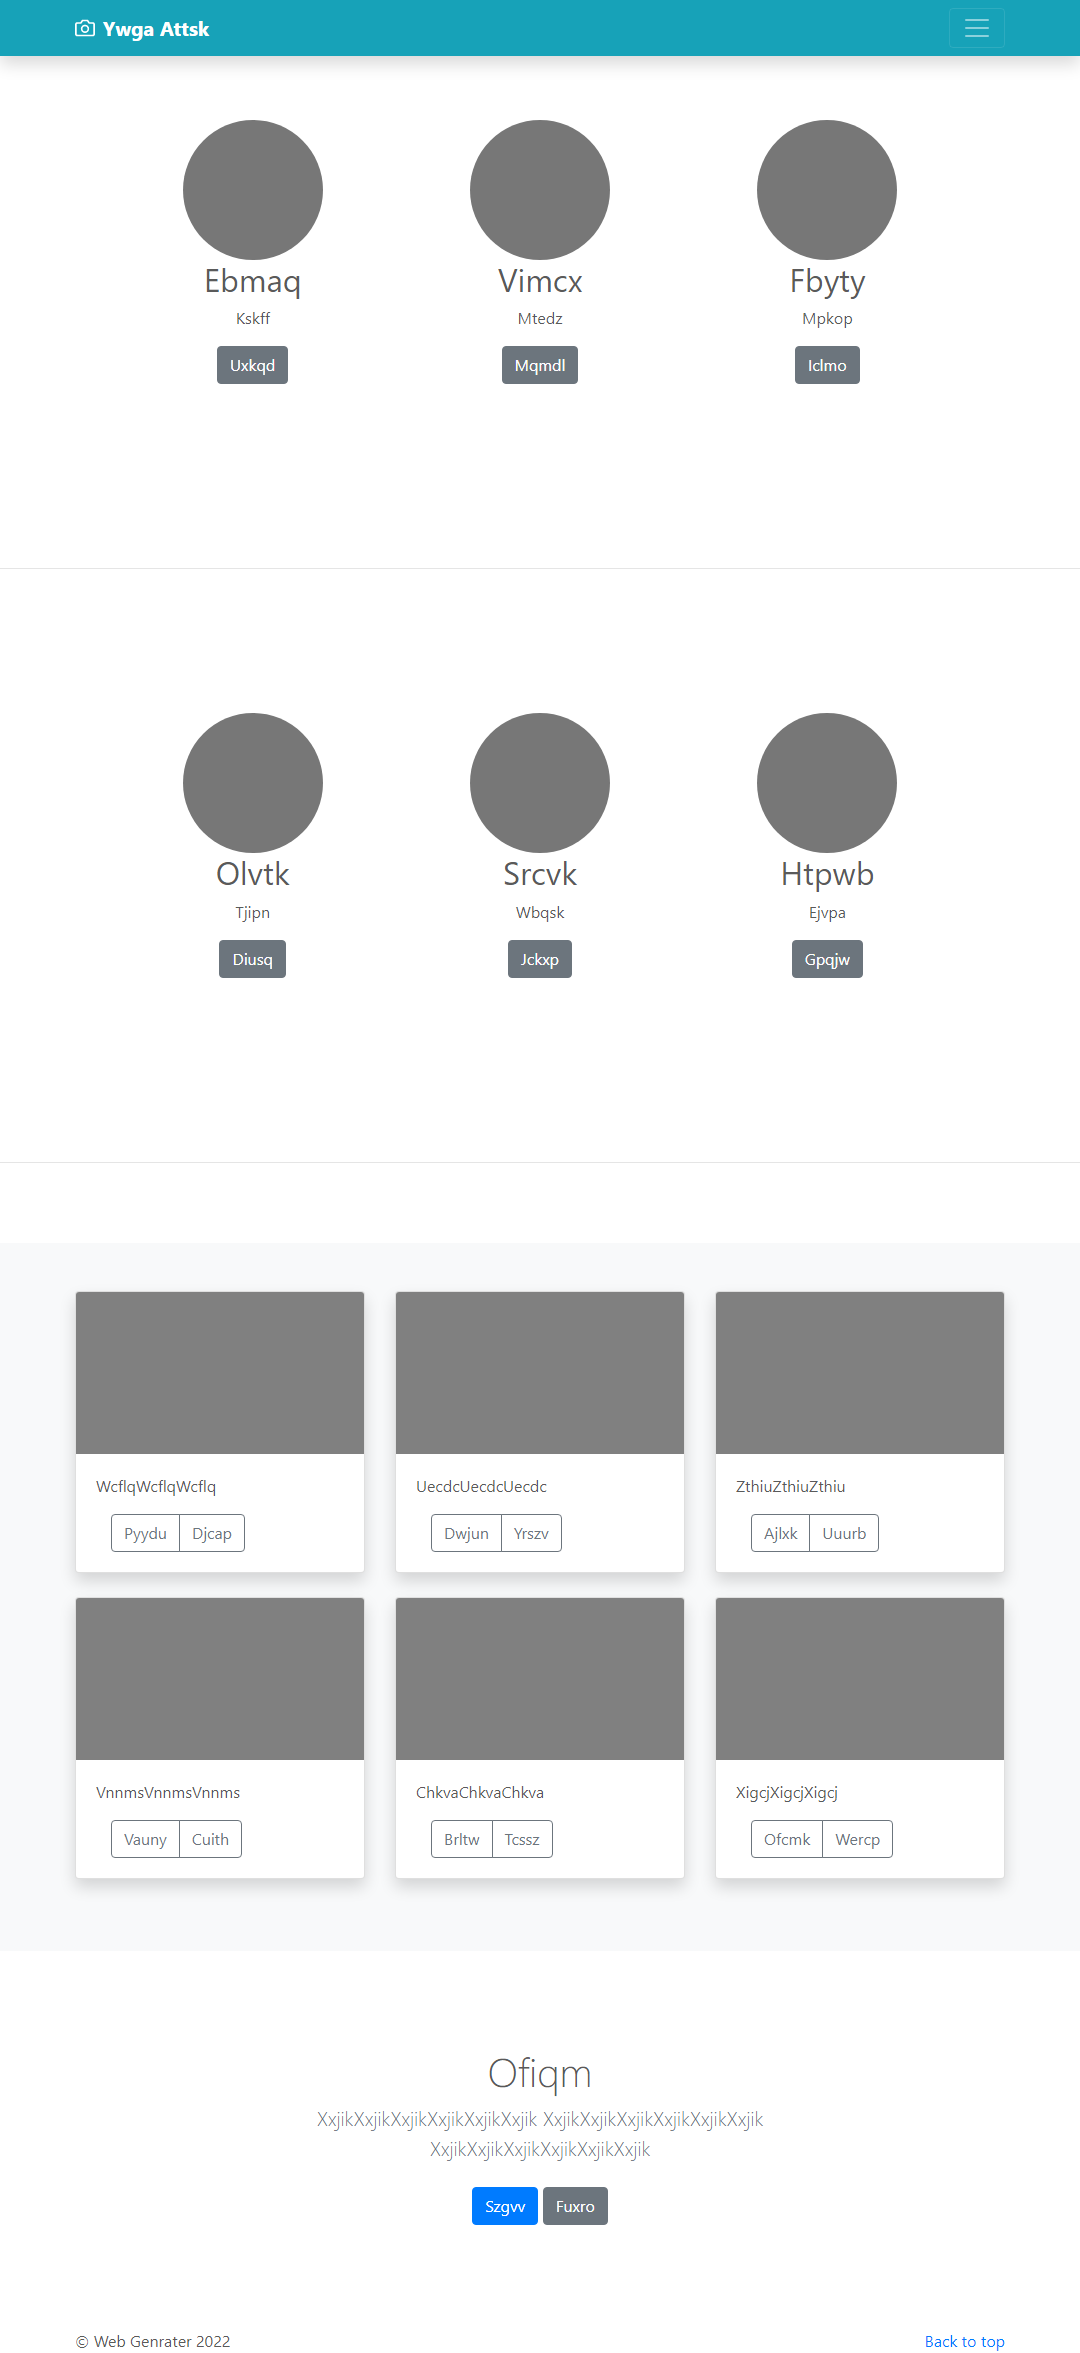 Ywga Attsk
Ebmaq
Vimcx
Fbyty
Kskff
Mtedz
Mpkop
Uxkqd
Mqmdl
Iclmo
Olvtk
Srcvk
Htpwb
Tjipn
Wbqsk
Ejvpa
Diusq
Jckxp
Gpqjw
WcflqWcflqWcflq
UecdcUecdcUecdc
ZthiuZthiuZthiu
Pyydu Djcap
Dwjun Yrszv
Ajlxk Uuurb
VnnmsVnnmsVnnms
ChkvaChkvaChkva
XigcjXigcjXigcj
Vauny Cuith
Brltw Tcssz
Ofcmk Wercp
Ofiqm
XxjikXxjikXxjikXxjikXxjikXxjik XxjikXxjikXxjikXxjikXxjikXxjik
XxjikXxjikXxjikXxjikXxjikXxjik
Szgvv Fuxro
© Web Genrater 2022
Back to top